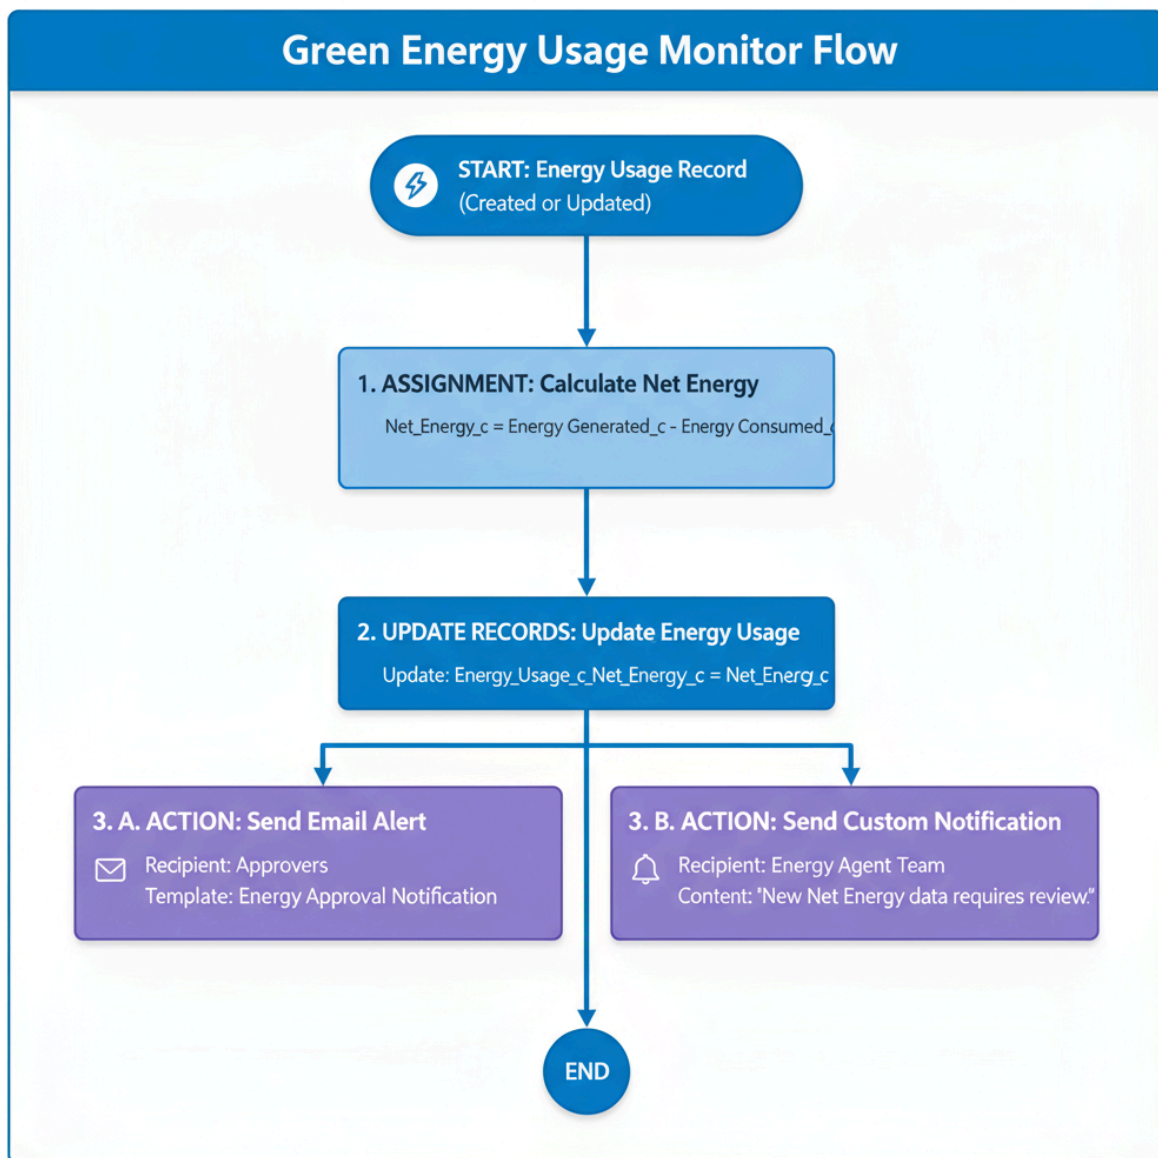 Green Energy Usage Monitor Flow
START: Energy Usage Record
(Created or Updated)
1. ASSIGNMENT: Calculate Net Energy
Net_Energy_c = Energy Generated_c - Energy Consumed_c
2. UPDATE RECORDS: Update Energy Usage
Update: Energy_Usage_c_Net_Energy_c = Net_Energy_c
3. A. ACTION: Send Email Alert
Recipient: Approvers
Template: Energy Approval Notification
3. B. ACTION: Send Custom Notification
Recipient: Energy Agent Team
Content: "New Net Energy data requires review."
END